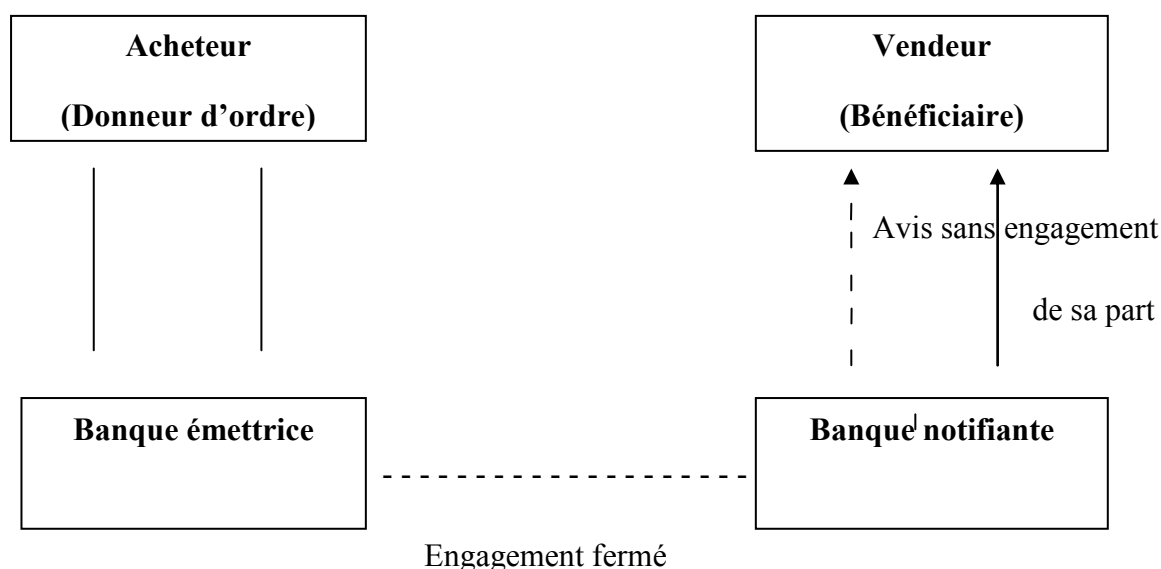 Acheteur
(Donneur d’ordre)
Vendeur
(Bénéficiaire)
Avis sans engagement
de sa part
Banque émettrice
Banque notifiante
Engagement fermé